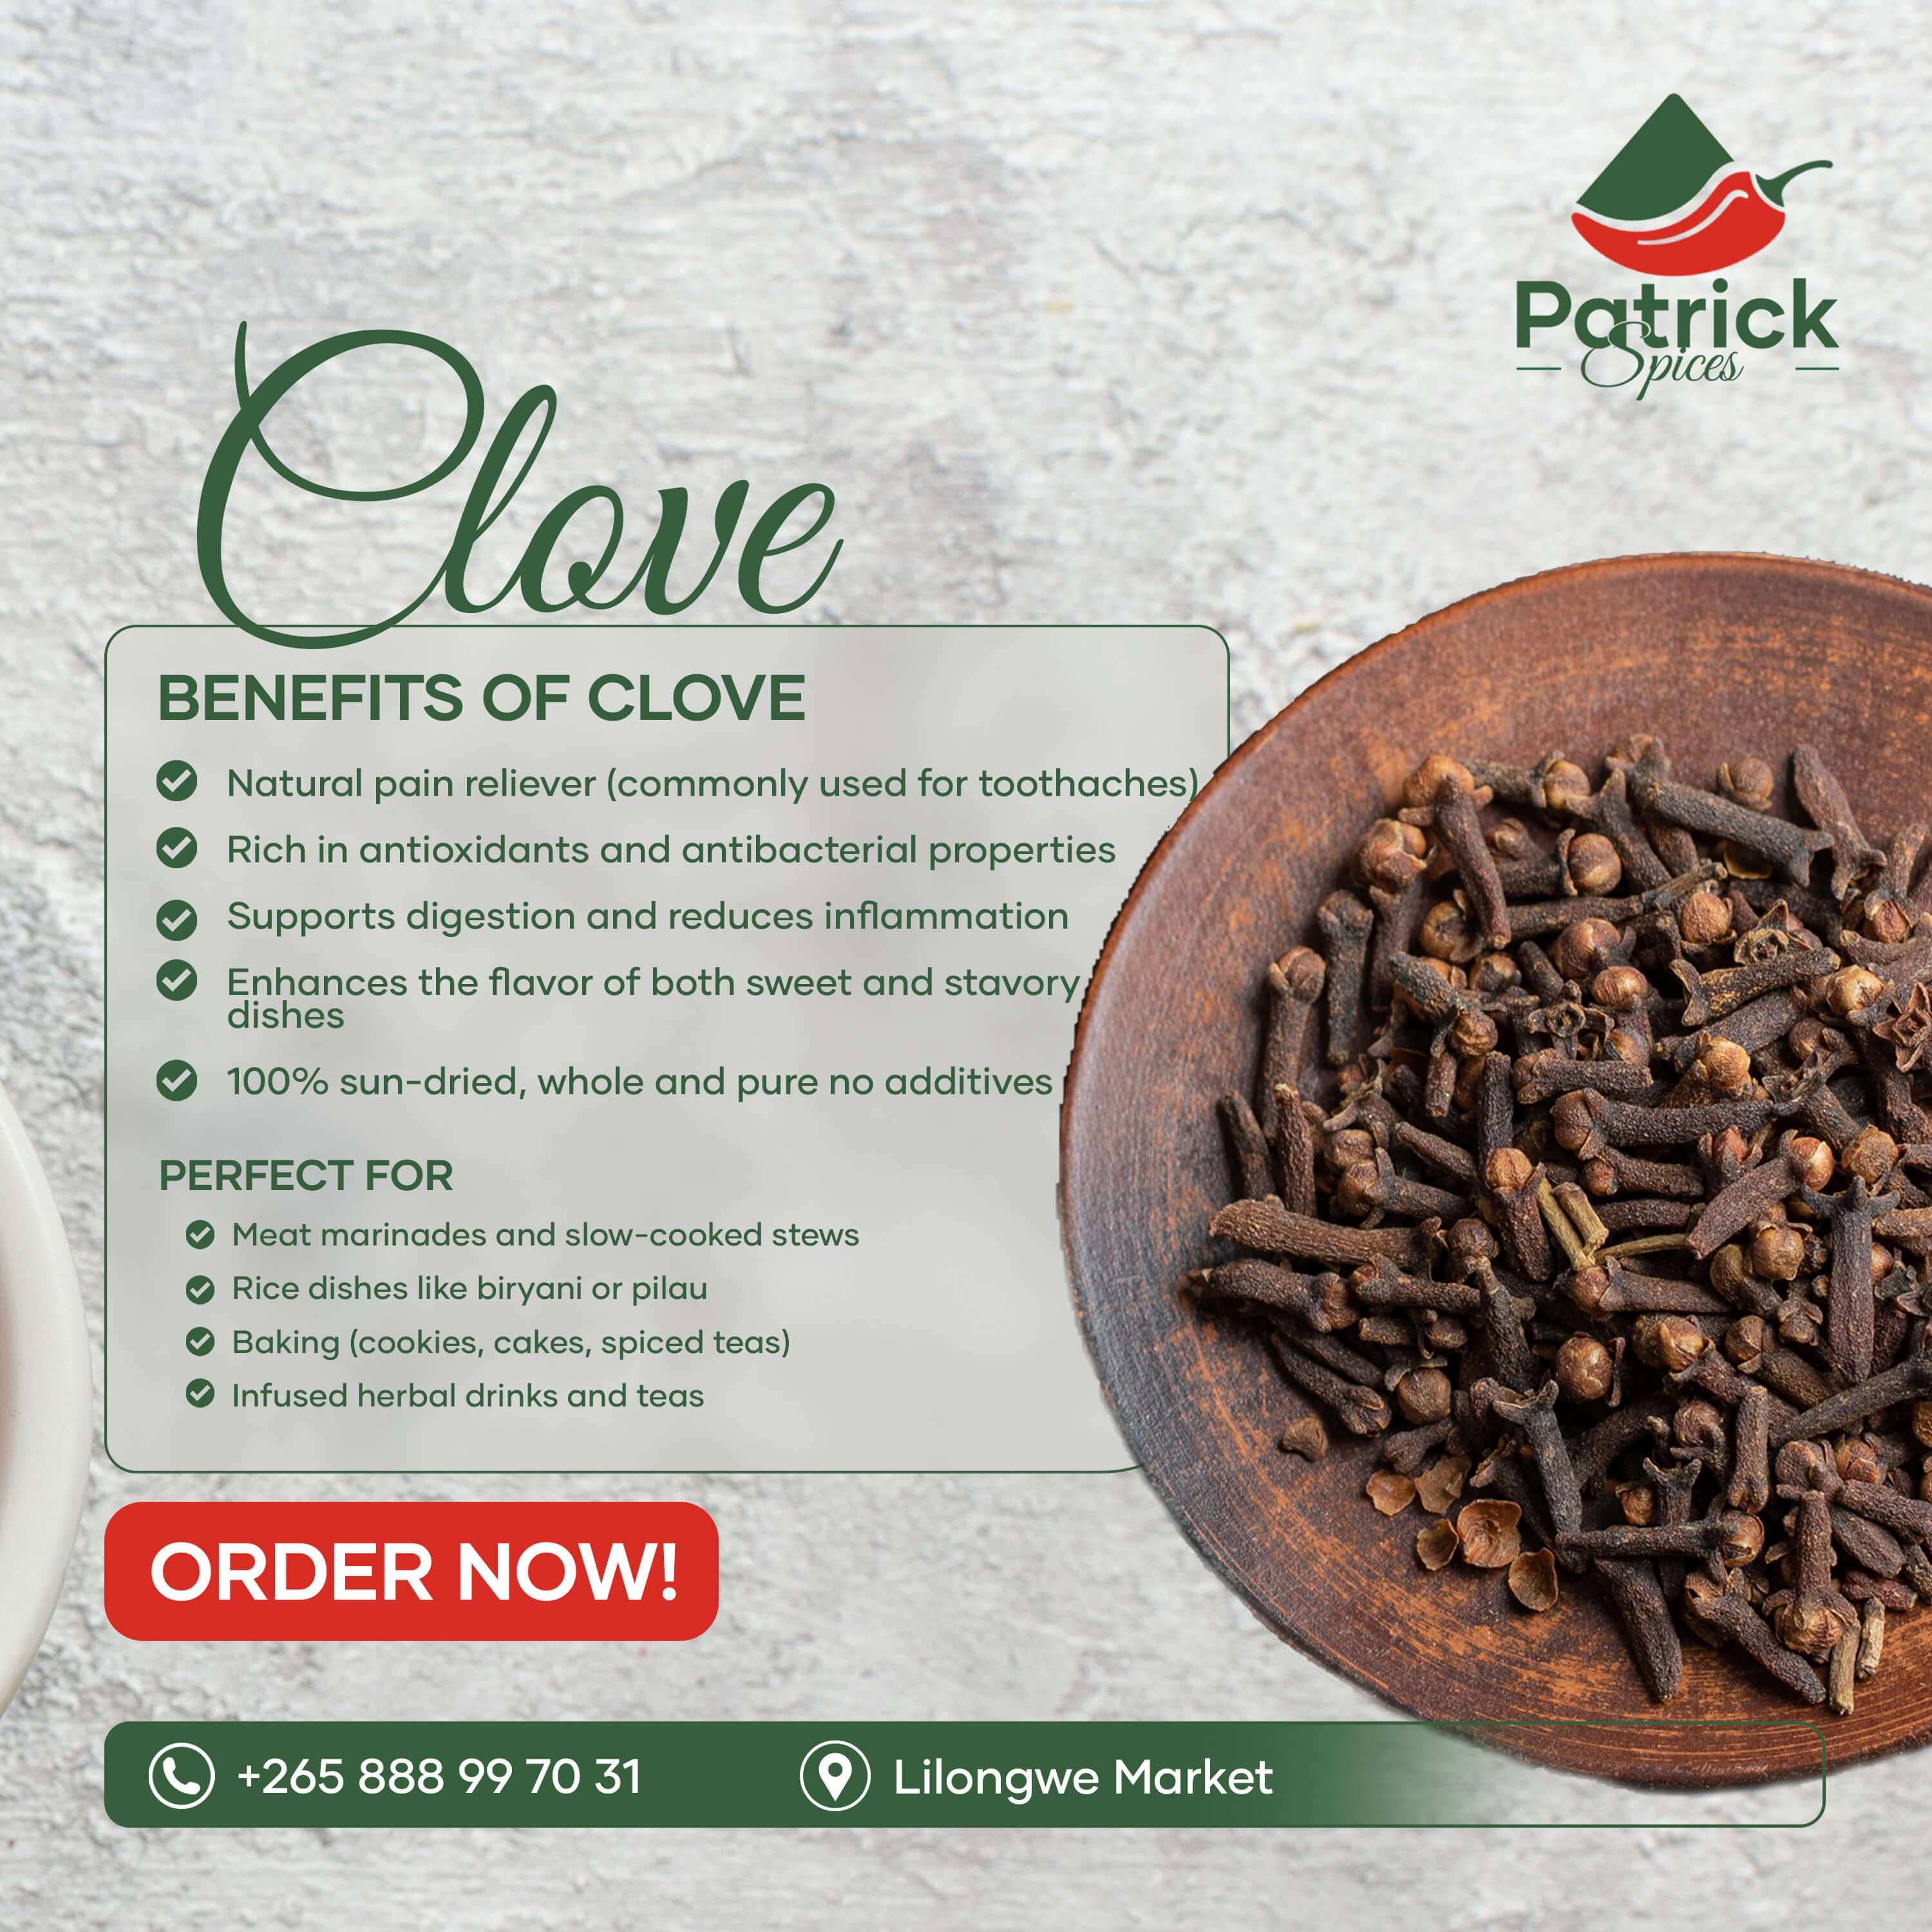 Patrick
Spices
Clove
BENEFITS OF CLOVE
Natural pain reliever (commonly used for toothaches)
Rich in antioxidants and antibacterial properties
Supports digestion and reduces inflammation
Enhances the flavor of both sweet and stavory
dishes
100% sun-dried, whole and pure no additives
PERFECT FOR
Meat marinades and slow-cooked stews
Rice dishes like biryani or pilau
Baking (cookies, cakes, spiced teas)
Infused herbal drinks and teas
ORDER NOW!
+265 888 99 70 31
Lilongwe Market